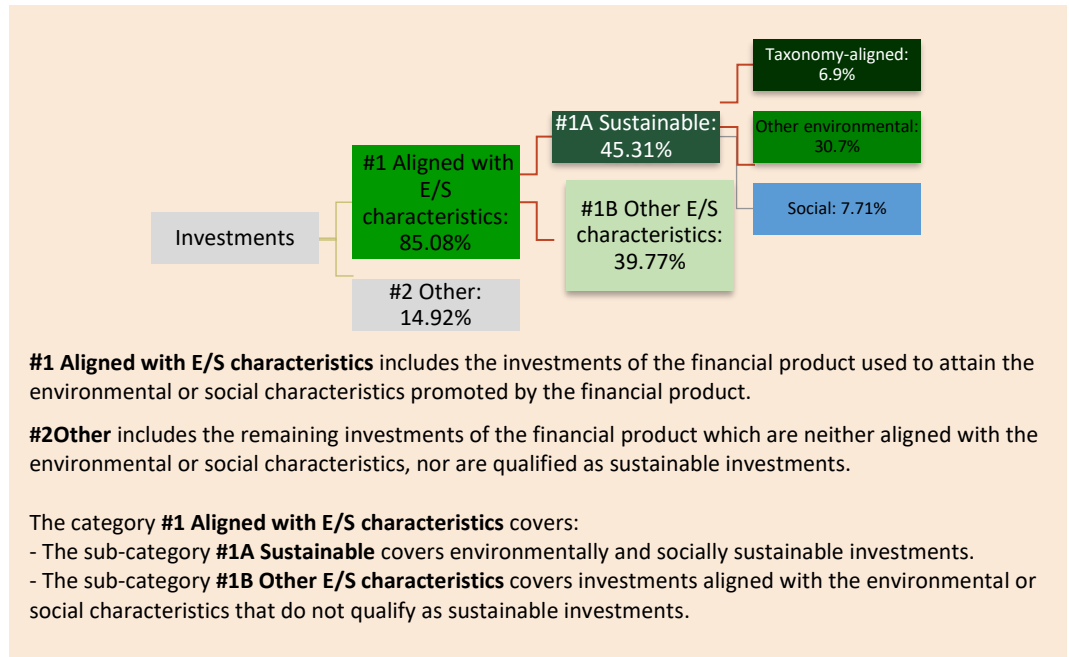 Investments
#1 Aligned with
E/S
characteristics:
85.08%
#2 Other:
14.92%
#1A Sustainable:
45.31%
#1B Other E/S
characteristics:
39.77%
Taxonomy-aligned:
6.9%
Other environmental:
30.7%
Social: 7.71%
#1 Aligned with E/S characteristics includes the investments of the financial product used to attain the
environmental or social characteristics promoted by the financial product.
#2Other includes the remaining investments of the financial product which are neither aligned with the
environmental or social characteristics, nor are qualified as sustainable investments.
The category #1 Aligned with E/S characteristics covers:
- The sub-category #1A Sustainable covers environmentally and socially sustainable investments.
- The sub-category #1B Other E/S characteristics covers investments aligned with the environmental or
social characteristics that do not qualify as sustainable investments.